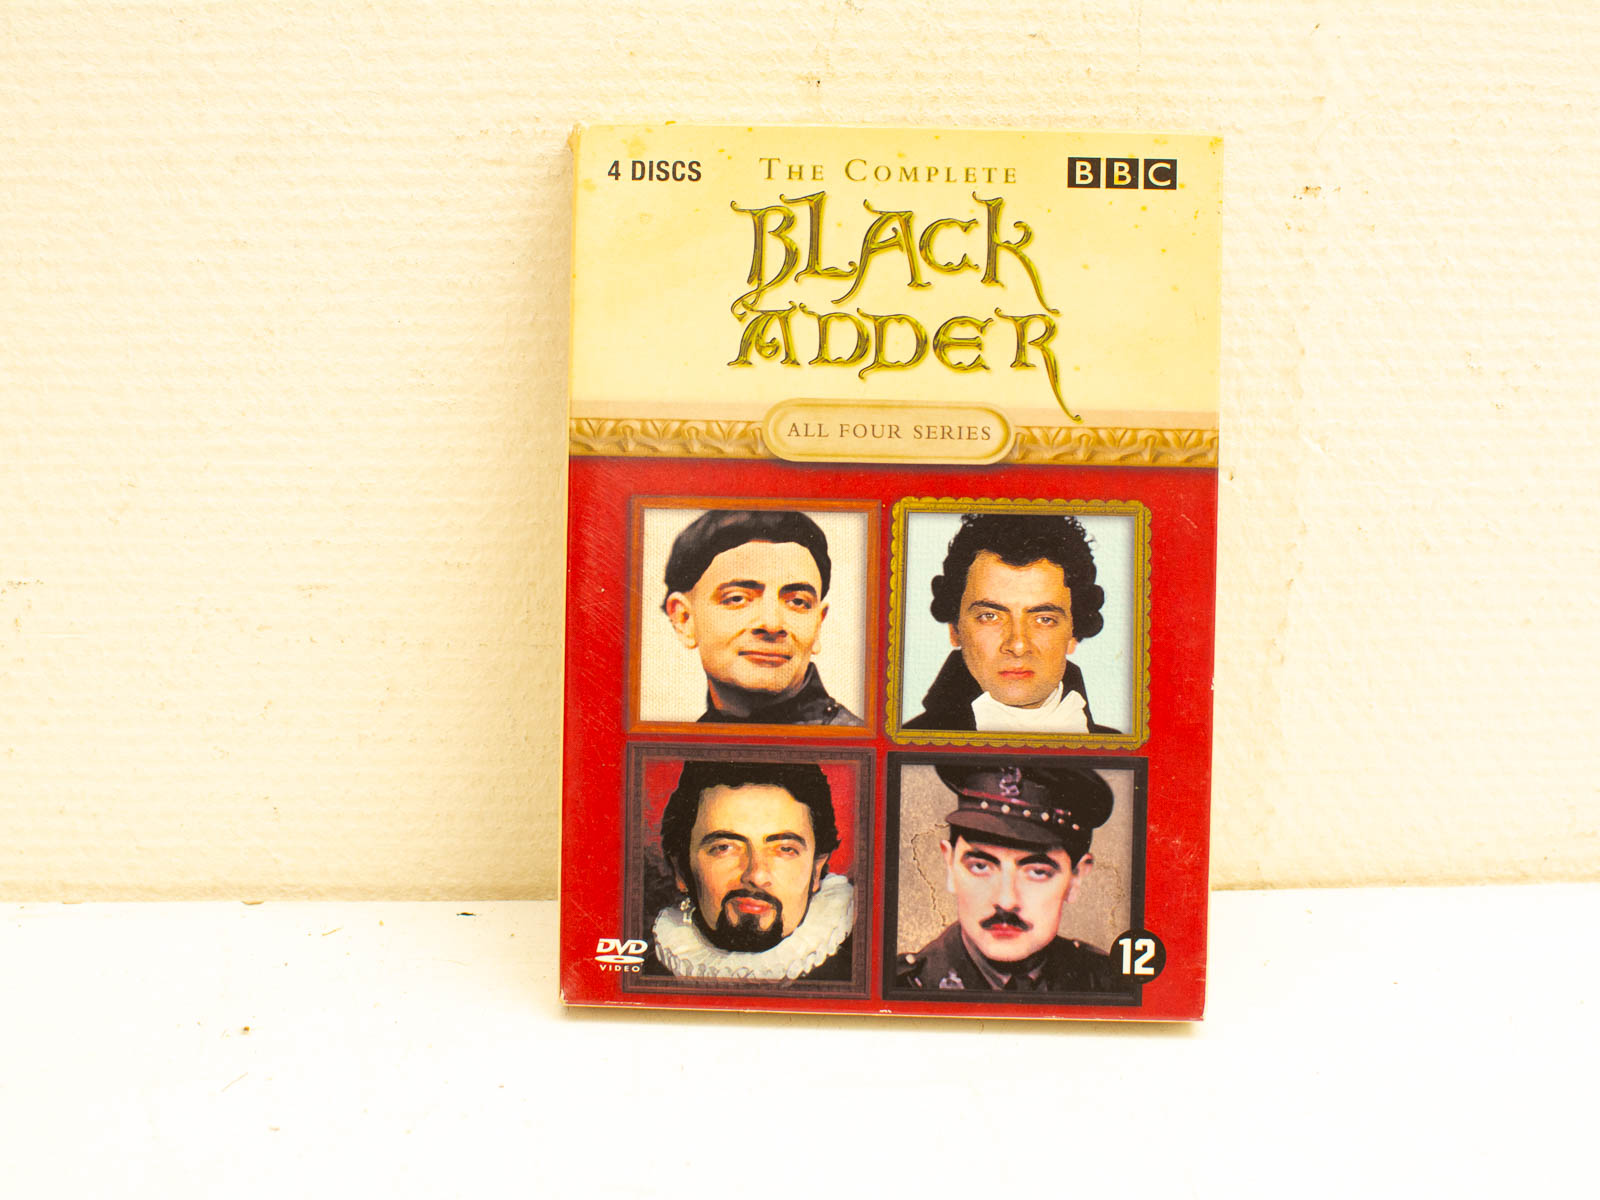 4 DISCS
THE COMPLETE
BBC
BLACK
ADDER
ALL FOUR SERIES
DVD
VIDEO
12